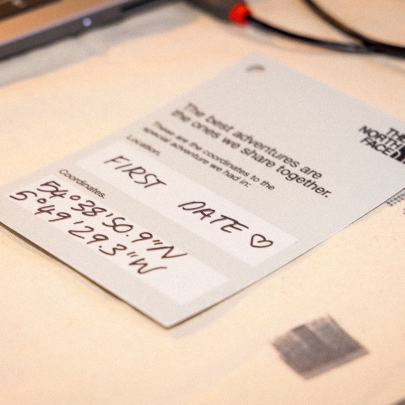 The best adventures are
the ones we share together.
These are the coordinates to the
special adventure we had in:
Location.
FIRST DATE ♡
Coordinates.
54°38'50.9"N
5°49'29.3"W
THE
NORTH
FACE